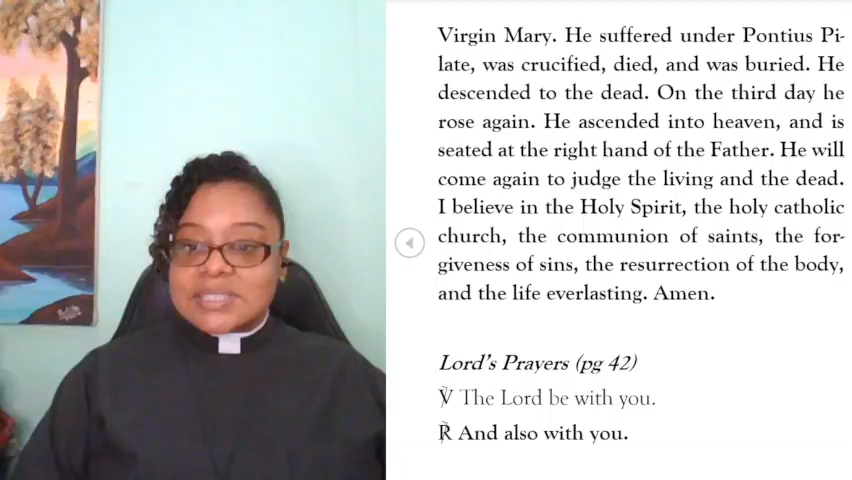 Virgin Mary. He suffered under Pontius Pi-
late, was crucified, died, and was buried. He
descended to the dead. On the third day he
rose again. He ascended into heaven, and is
seated at the right hand of the Father. He will
come again to judge the living and the dead.
I believe in the Holy Spirit, the holy catholic
church, the communion of saints, the for-
giveness of sins, the resurrection of the body,
and the life everlasting. Amen.
Lord's Prayers (pg 42)
℣ The Lord be with you.
℟ And also with you.